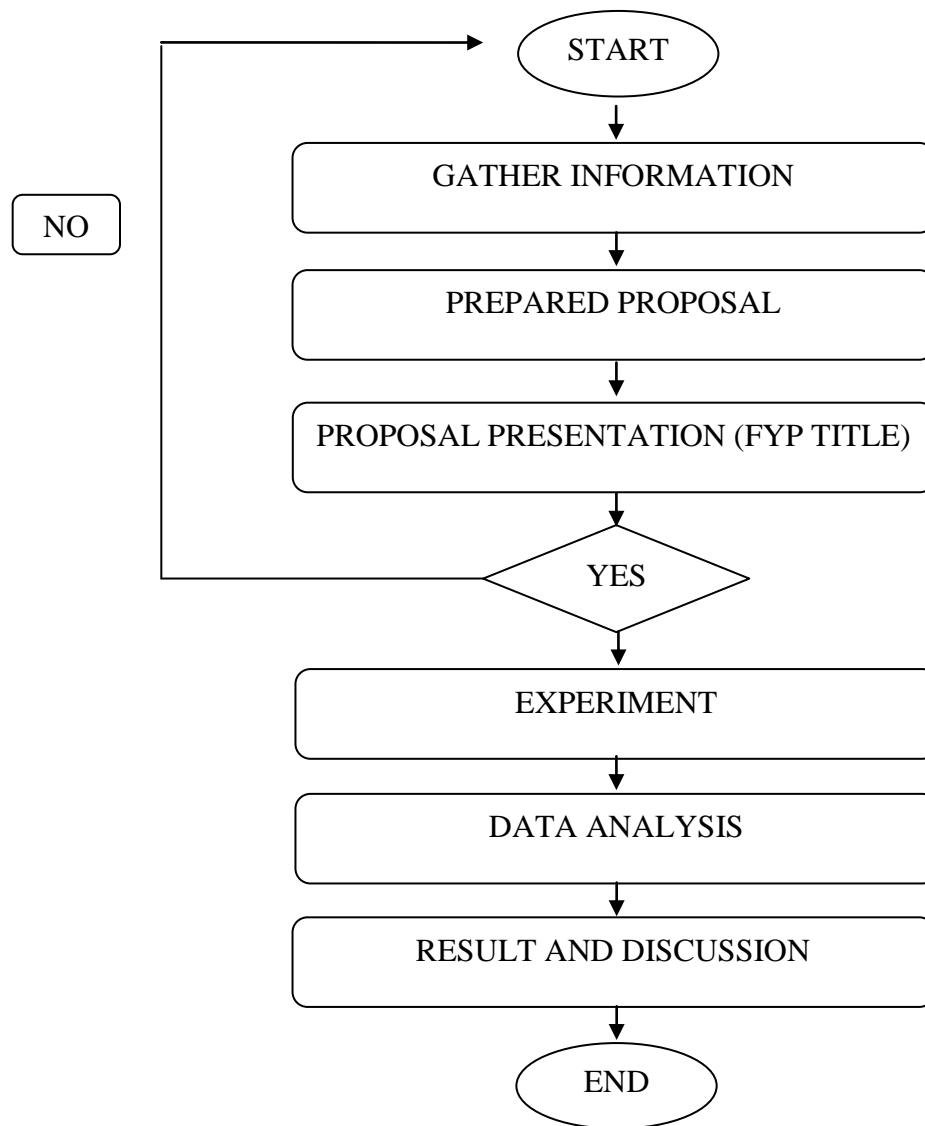 START
GATHER INFORMATION
NO
PREPARED PROPOSAL
PROPOSAL PRESENTATION (FYP TITLE)
YES
EXPERIMENT
DATA ANALYSIS
RESULT AND DISCUSSION
END